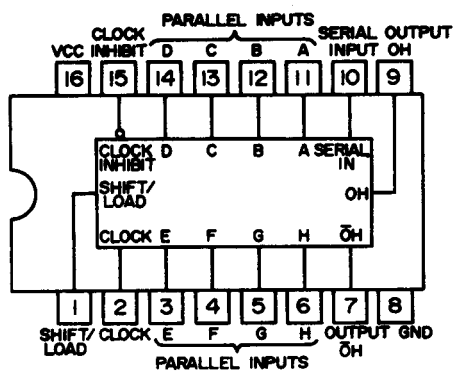 PARALLEL INPUTS
CLOCK SERIAL OUTPUT
VCC INHIBIT D C B A INPUT OH
16 15 14 13 12 11 10 9
CLOCK D C B A SERIAL
INHIBIT IN
SHIFT/
LOAD OH
CLOCK E F G H O̅H
1 2 3 4 5 6 7 8
SHIFT/ CLOCK E F G H OUTPUT GND
LOAD O̅H
PARALLEL INPUTS